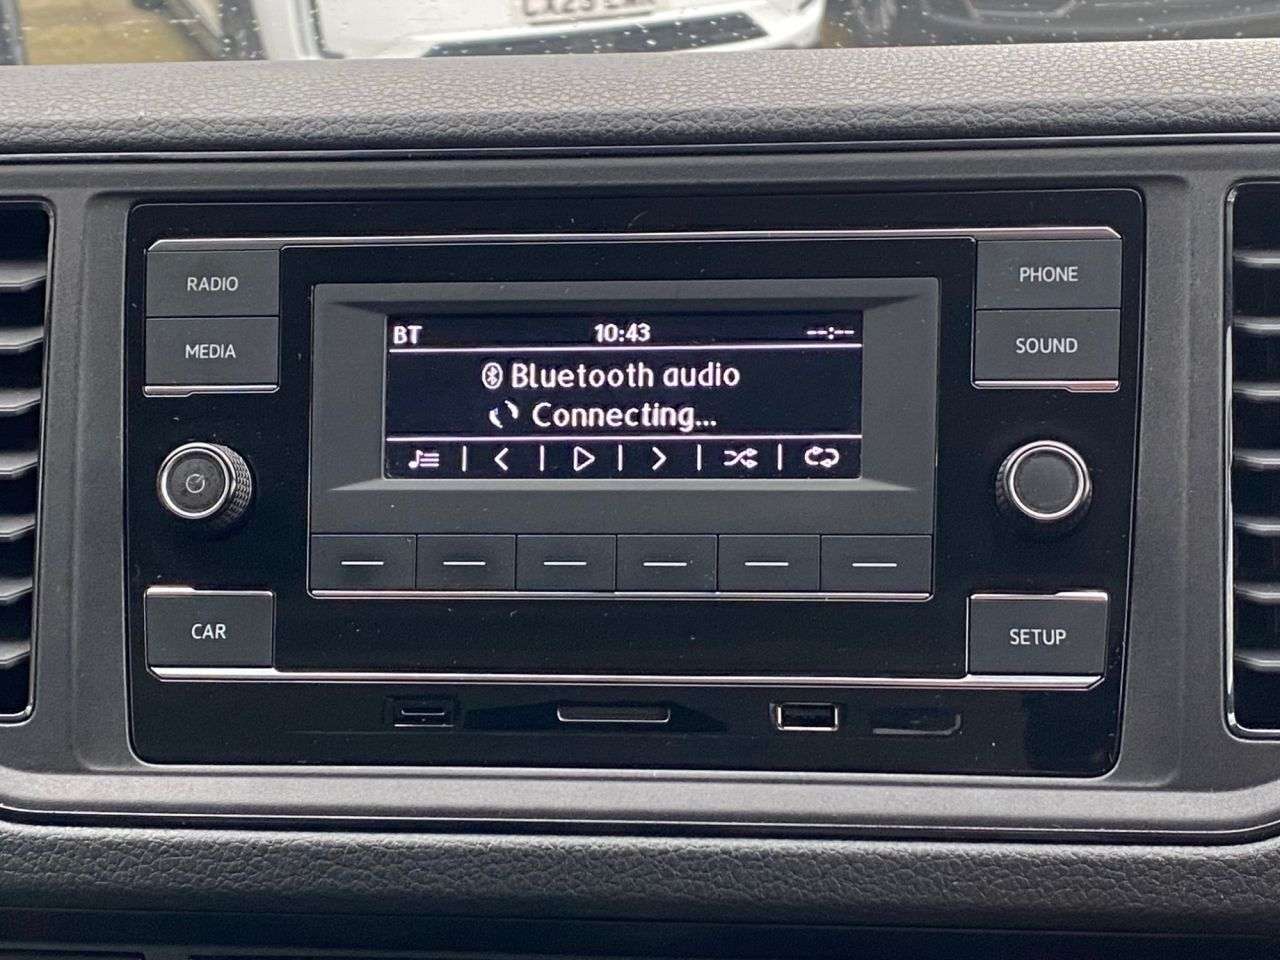 RADIO
MEDIA
PHONE
SOUND
BT 10:43 --:--
Bluetooth audio
Connecting...
CAR
SETUP